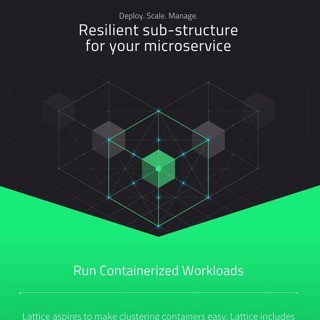 Deploy. Scale. Manage.
Resilient sub-structure
for your microservice
Run Containerized Workloads
Lattice aspires to make clustering containers easy. Lattice includes